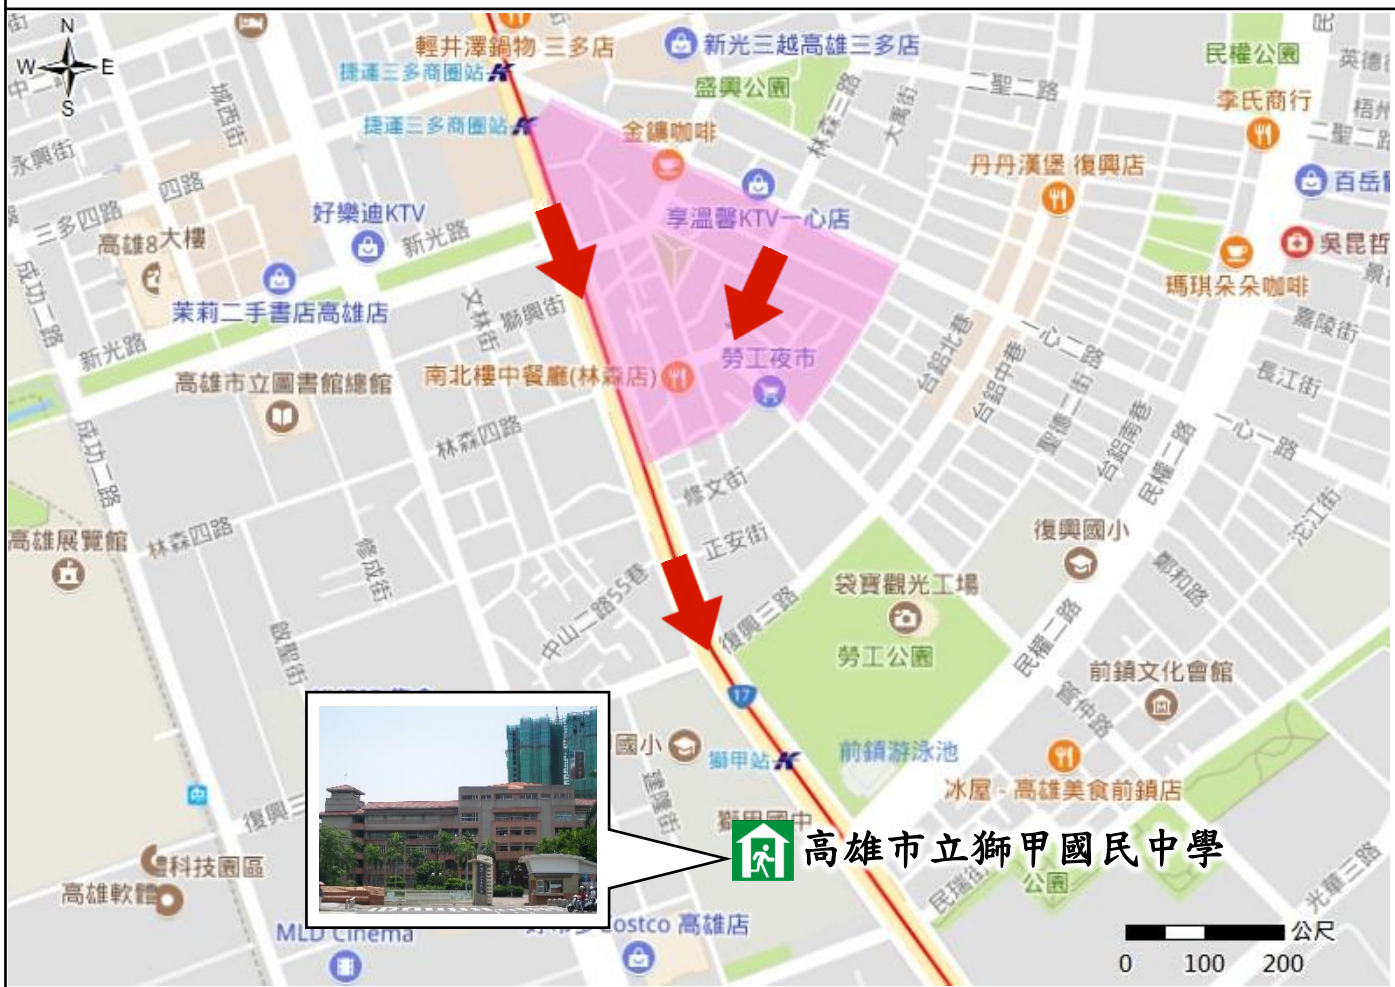 街
N
W
E
S
輕井澤鍋物 三多店
捷運三多商圈站
新光三越高雄三多店
盛興公園
民權公園
民
英德街
中二
城西街
捷運三多商圈站
金鑛咖啡
林森三路
大萬街
二聖二路
李氏商行
梧州
二聖二路
永興街
四路
丹丹漢堡 復興店
百岳
三多四路
好樂迪KTV
新光路
享溫馨KTV一心店
高雄8大樓
吳昆哲
瑪琪朵朵咖啡
成功二路
茉莉二手書店高雄店
文林街
獅興街
嘉陵街
一心二路
新光路
高雄市立圖書館總館
南北樓中餐廳(林森店)
勞工夜市
台鋁北巷
台鋁中巷
長江街
聖德二街
台鋁南巷
一心一路
成功二路
林森四路
修文街
民權二路
沱江街
高雄展覽館
林森四路
修成街
正安街
復興國小
中山二路55巷
復興三路
袋寶觀光工場
鄭和路
勞工公園
民權二路
啟聖街
前鎮文化會館
管仲路
17
國小
獅甲站
前鎮游泳池
冰屋 - 高雄美食前鎮店
建隆街
復興三
獅甲國中
高雄市立獅甲國民中學
科技園區
高雄軟體
民瑞街
公園
光華三路
MLD Cinema
Costco 高雄店
公尺
0 100 200